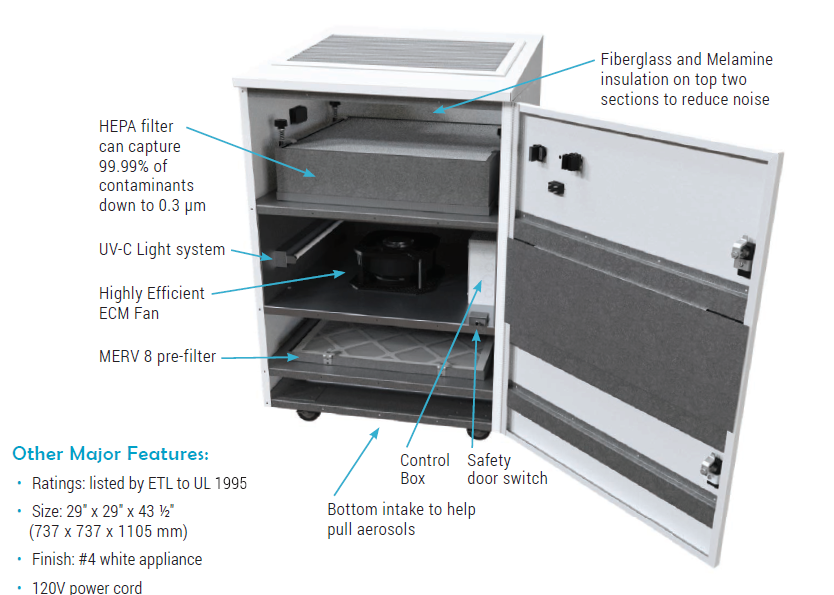 Fiberglass and Melamine
insulation on top two
sections to reduce noise
HEPA filter
can capture
99.99% of
contaminants
down to 0.3 μm
UV-C Light system
Highly Efficient
ECM Fan
MERV 8 pre-filter
Control
Box
Safety
door switch
Bottom intake to help
pull aerosols
Other Major Features:
• Ratings: listed by ETL to UL 1995
• Size: 29" x 29" x 43 ½"
(737 x 737 x 1105 mm)
• Finish: #4 white appliance
• 120V power cord